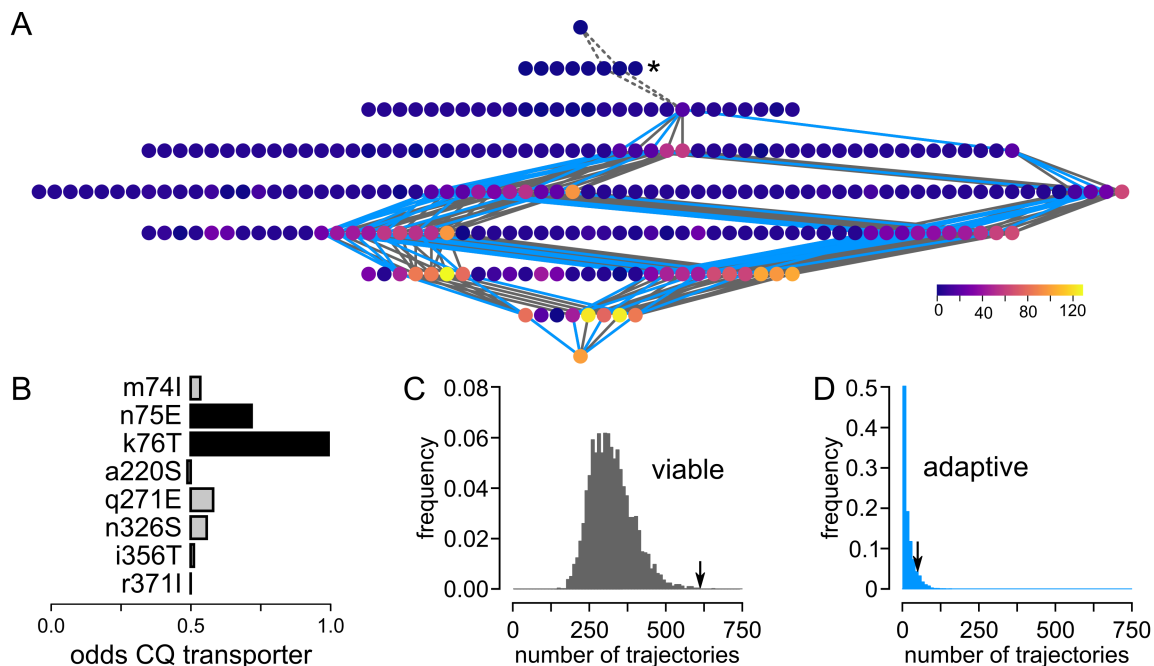 A
*
0 40 80 120
B
m74I
n75E
k76T
a220S
q271E
n326S
i356T
r371I
0.0 0.5 1.0
odds CQ transporter
C
0.08
0.06
0.04
0.02
0.00
frequency
viable
0 250 500 750
number of trajectories
D
0.5
0.4
0.3
0.2
0.1
0
frequency
adaptive
0 250 500 750
number of trajectories